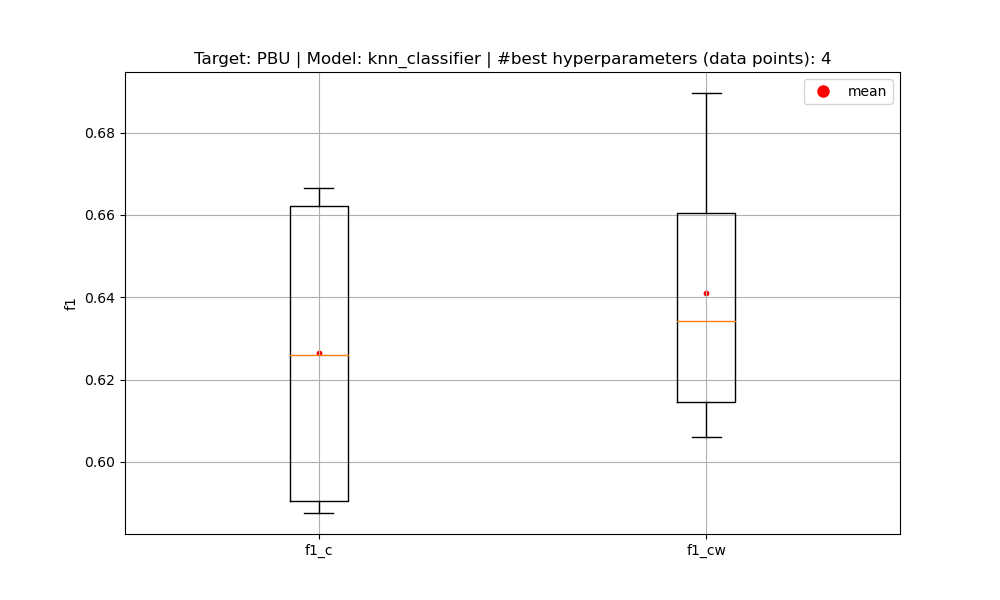 Target: PBU | Model: knn_classifier | #best hyperparameters (data points): 4
mean
0.68
0.66
0.64
0.62
0.60
f1
f1_c
f1_cw